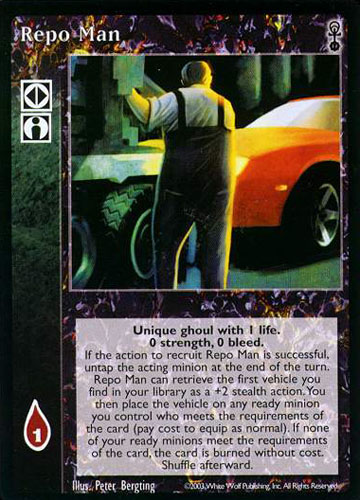 Repo Man
Unique ghoul with 1 life.
0 strength, 0 bleed.
If the action to recruit Repo Man is successful,
untap the acting minion at the end of the turn.
Repo Man can retrieve the first vehicle you
find in your library as a +2 stealth action. You
then place the vehicle on any ready minion
you control who meets the requirements of
the card (pay cost to equip as normal). If none
of your ready minions meet the requirements
of the card, the card is burned without cost.
Shuffle afterward.
1
Illus: Peter Bergting
©2003 White Wolf Publishing, Inc. All Rights Reserved.